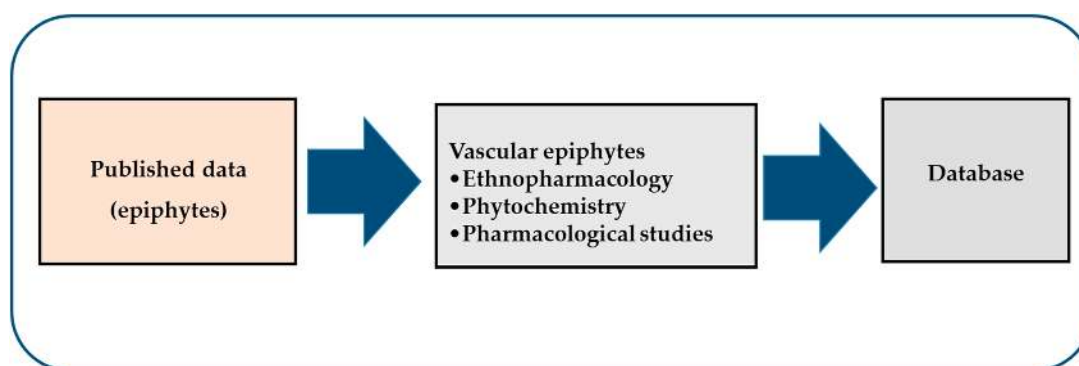 Published data
(epiphytes)
Vascular epiphytes
•Ethnopharmacology
•Phytochemistry
•Pharmacological studies
Database